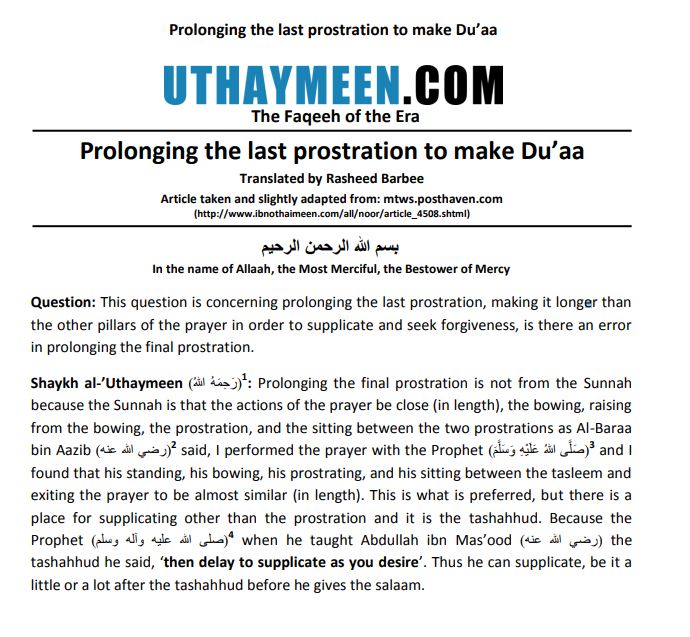 Prolonging the last prostration to make Du’aa
UTHAYMEEN.COM
The Faqeeh of the Era
Prolonging the last prostration to make Du’aa
Translated by Rasheed Barbee
Article taken and slightly adapted from: mtws.posthaven.com
(http://www.ibnothaimeen.com/all/noor/article_4508.shtml)
بسم الله الرحمن الرحيم
In the name of Allaah, the Most Merciful, the Bestower of Mercy
Question: This question is concerning prolonging the last prostration, making it longer than
the other pillars of the prayer in order to supplicate and seek forgiveness, is there an error
in prolonging the final prostration.
Shaykh al-’Uthaymeen (رَحِمَهُ اللهُ)1: Prolonging the final prostration is not from the Sunnah
because the Sunnah is that the actions of the prayer be close (in length), the bowing, raising
from the bowing, the prostration, and the sitting between the two prostrations as Al-Baraa
bin Aazib (رضي الله عنه)2 said, I performed the prayer with the Prophet (صَلَّى اللهُ عَلَيْهِ وَسَلَّمَ)3 and I
found that his standing, his bowing, his prostrating, and his sitting between the tasleem and
exiting the prayer to be almost similar (in length). This is what is preferred, but there is a
place for supplicating other than the prostration and it is the tashahhud. Because the
Prophet (صلى الله عليه وآله وسلم)4 when he taught Abdullah ibn Mas’ood (رضي الله عنه) the
tashahhud he said, ‘then delay to supplicate as you desire’. Thus he can supplicate, be it a
little or a lot after the tashahhud before he gives the salaam.